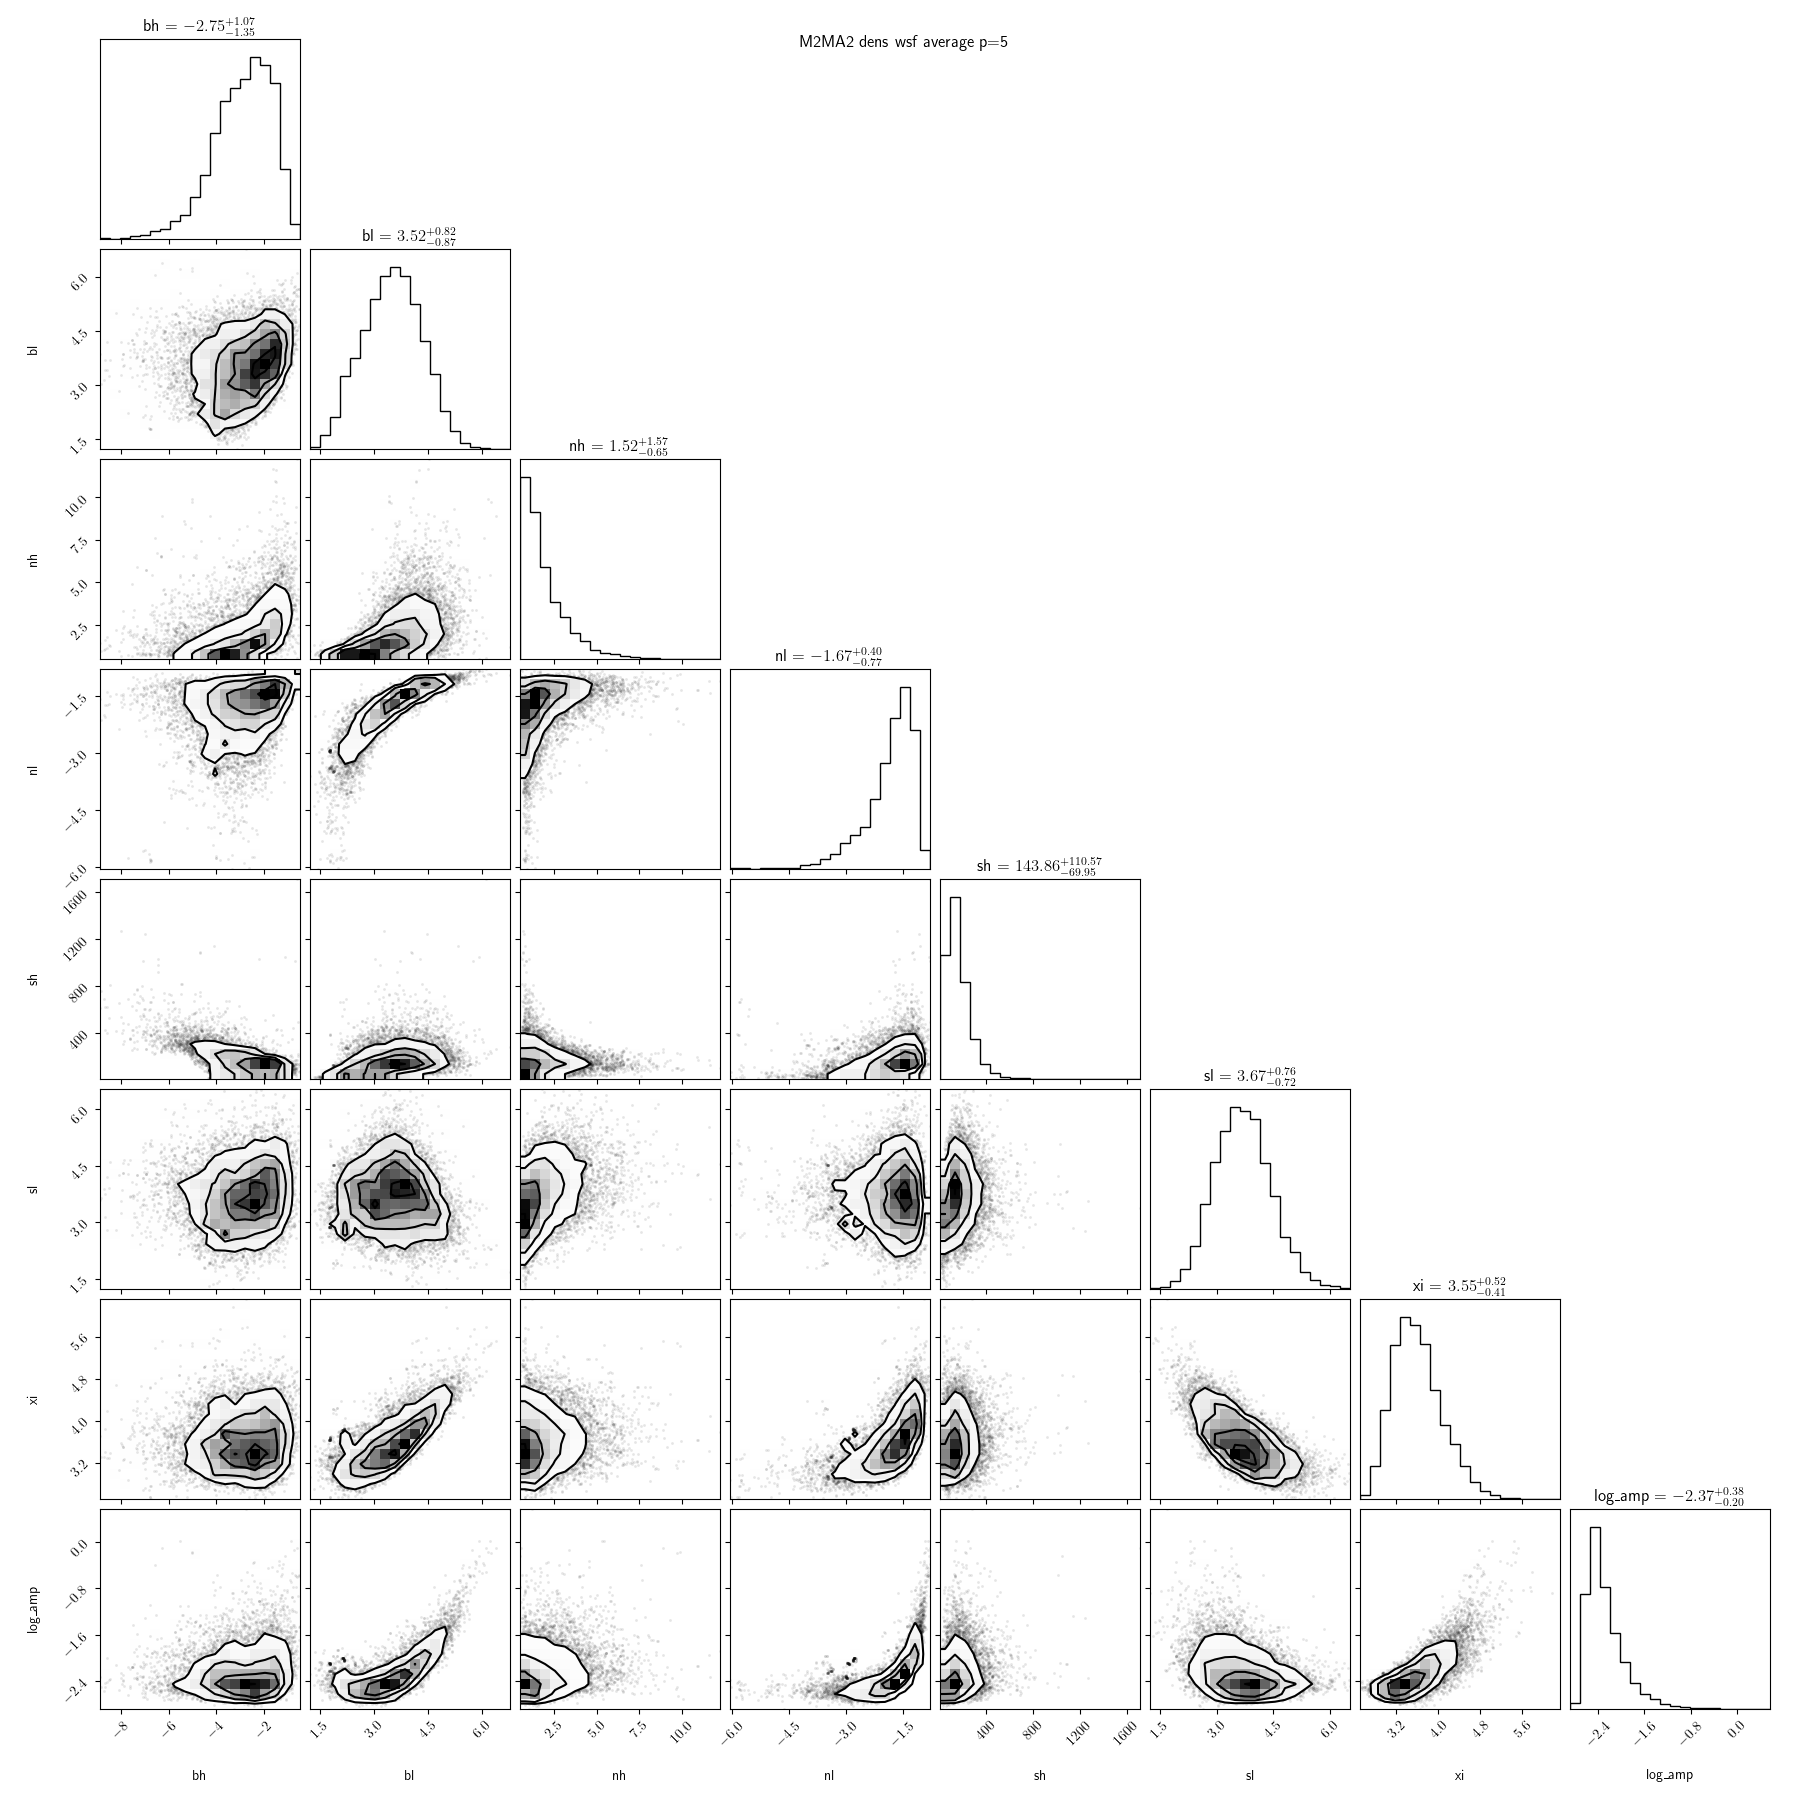 M2MA2 dens wsf average p=5
bh = −2.75+1.07−1.35
bl = 3.52+0.82−0.87
6.0
4.5
3.0
1.5
bl
nh = 1.52+1.57−0.65
10.0
7.5
5.0
2.5
nh
nl = −1.67+0.40−0.77
−1.5
−3.0
−4.5
−6.0
nl
sh = 143.86+110.57−69.95
1600
1200
800
400
sh
sl = 3.67+0.76−0.72
6.0
4.5
3.0
1.5
sl
xi = 3.55+0.52−0.41
5.6
4.8
4.0
3.2
xi
log_amp = −2.37+0.38−0.20
0.0
−0.8
−1.6
−2.4
log_amp
−8 −6 −4 −2 1.5 3.0 4.5 6.0 2.5 5.0 7.5 10.0 −6.0 −4.5 −3.0 −1.5 400 800 1200 1600 1.5 3.0 4.5 6.0 3.2 4.0 4.8 5.6 −2.4 −1.6 −0.8 0.0
bh bl nh nl sh sl xi log_amp